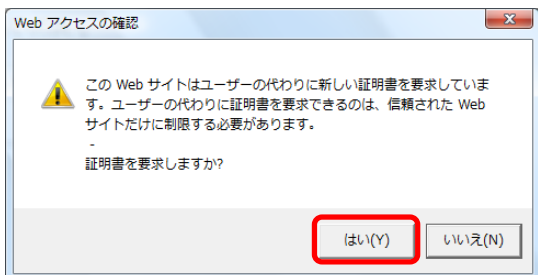 Web アクセスの確認
この Web サイトはユーザーの代わりに新しい証明書を要求していま
す。ユーザーの代わりに証明書を要求できるのは、信頼された Web
サイトだけに制限する必要があります。
-
証明書を要求しますか?
はい(Y)
いいえ(N)